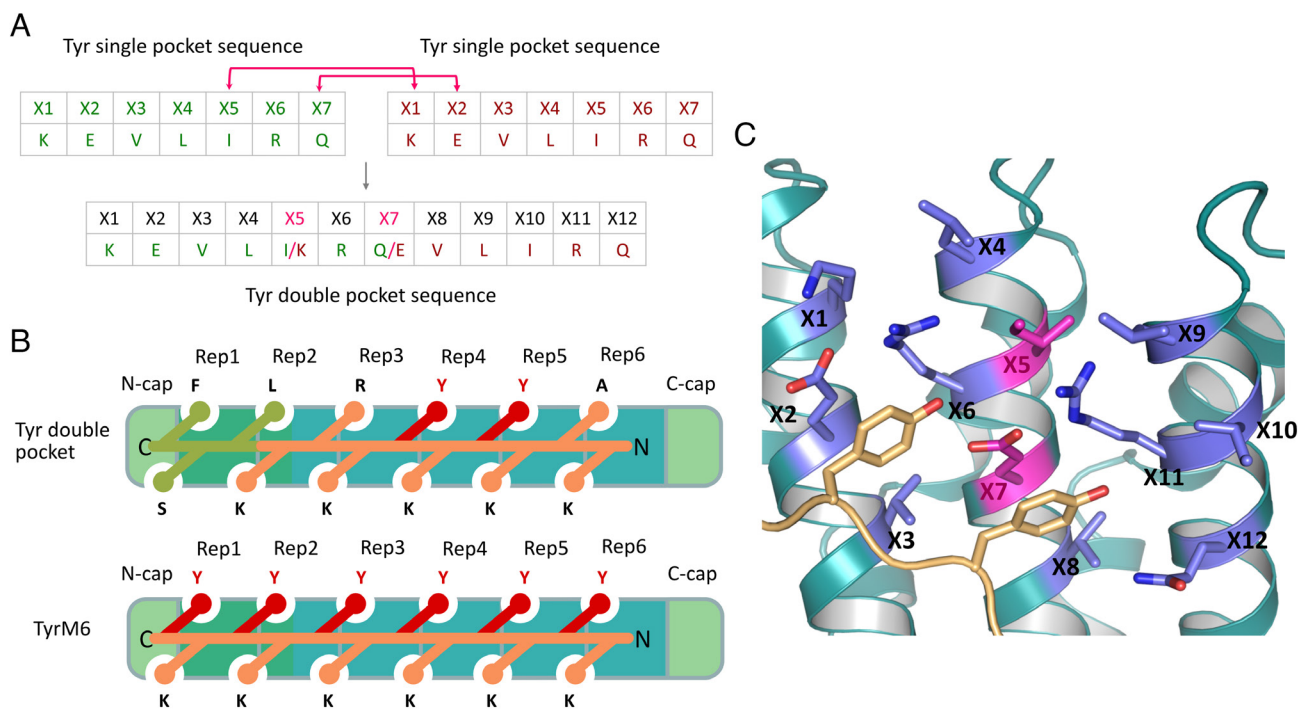 A
Tyr single pocket sequence Tyr single pocket sequence
X1 X2 X3 X4 X5 X6 X7 X1 X2 X3 X4 X5 X6 X7
K E V L I R Q K E V L I R Q
X1 X2 X3 X4 X5 X6 X7 X8 X9 X10 X11 X12
K E V L I/K R Q/E V L I R Q
Tyr double pocket sequence
B
Rep1 Rep2 Rep3 Rep4 Rep5 Rep6
N-cap F L R Y Y A C-cap
Tyr double
pocket
C N
S K K K K K
Rep1 Rep2 Rep3 Rep4 Rep5 Rep6
N-cap Y Y Y Y Y Y C-cap
TyrM6
C N
K K K K K K
C
X4
X1
X9
X5
X2
X6
X10
X11
X7
X3
X12
X8